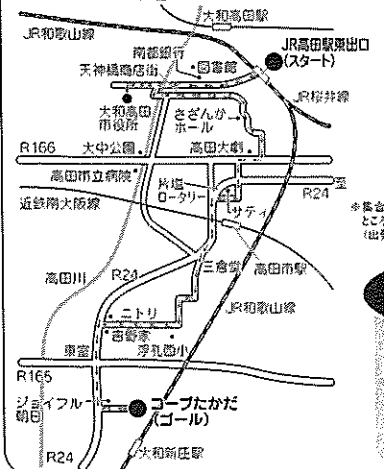 大和高田駅
JR和歌山線
南都銀行
図書館
JR高田駅東出口
(スタート)
天神橋商店街
大和高田
市役所
さざんか
ホール
JR桜井線
R166
大中公園
高田大劇
高田市立病院
片塩
ロータリー
R24
至
近鉄南大阪線
サティ
三倉堂
高田市駅
高田川
R24
JR和歌山線
ニトリ
吉野家
浮孔西小
東室
R165
ジョイフル
朝日
コープたかだ
(ゴール)
R24
大和新庄駅
※集合
ところ